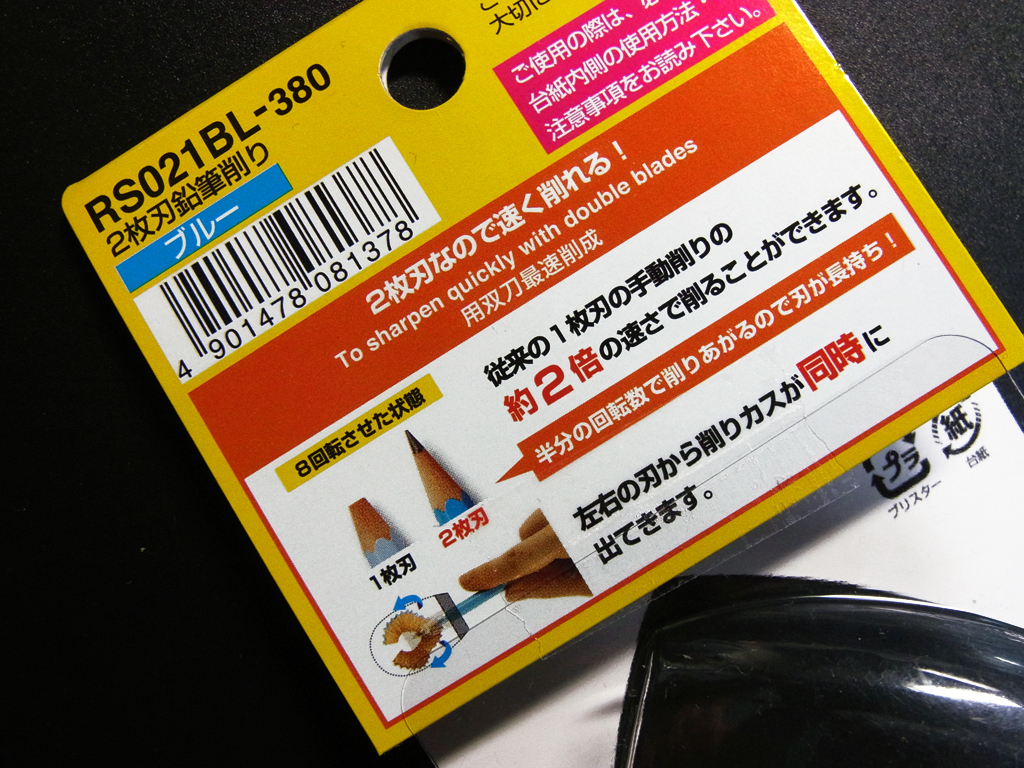 大切に
ご使用の際は、必
台紙内側の使用方法・
注意事項をお読み下さい。
RS021BL-380
2枚刃鉛筆削り
ブルー
4 901478 081378
2枚刃なので速く削れる！
To sharpen quickly with double blades
用双刀最速削成
従来の1枚刃の手動削りの
約2倍の速さで削ることができます。
半分の回転数で削りあがるので刃が長持ち！
8回転させた状態
1枚刃
2枚刃
左右の刃から削りカスが同時に
出てきます。
プラ
ブリスター
紙
台紙